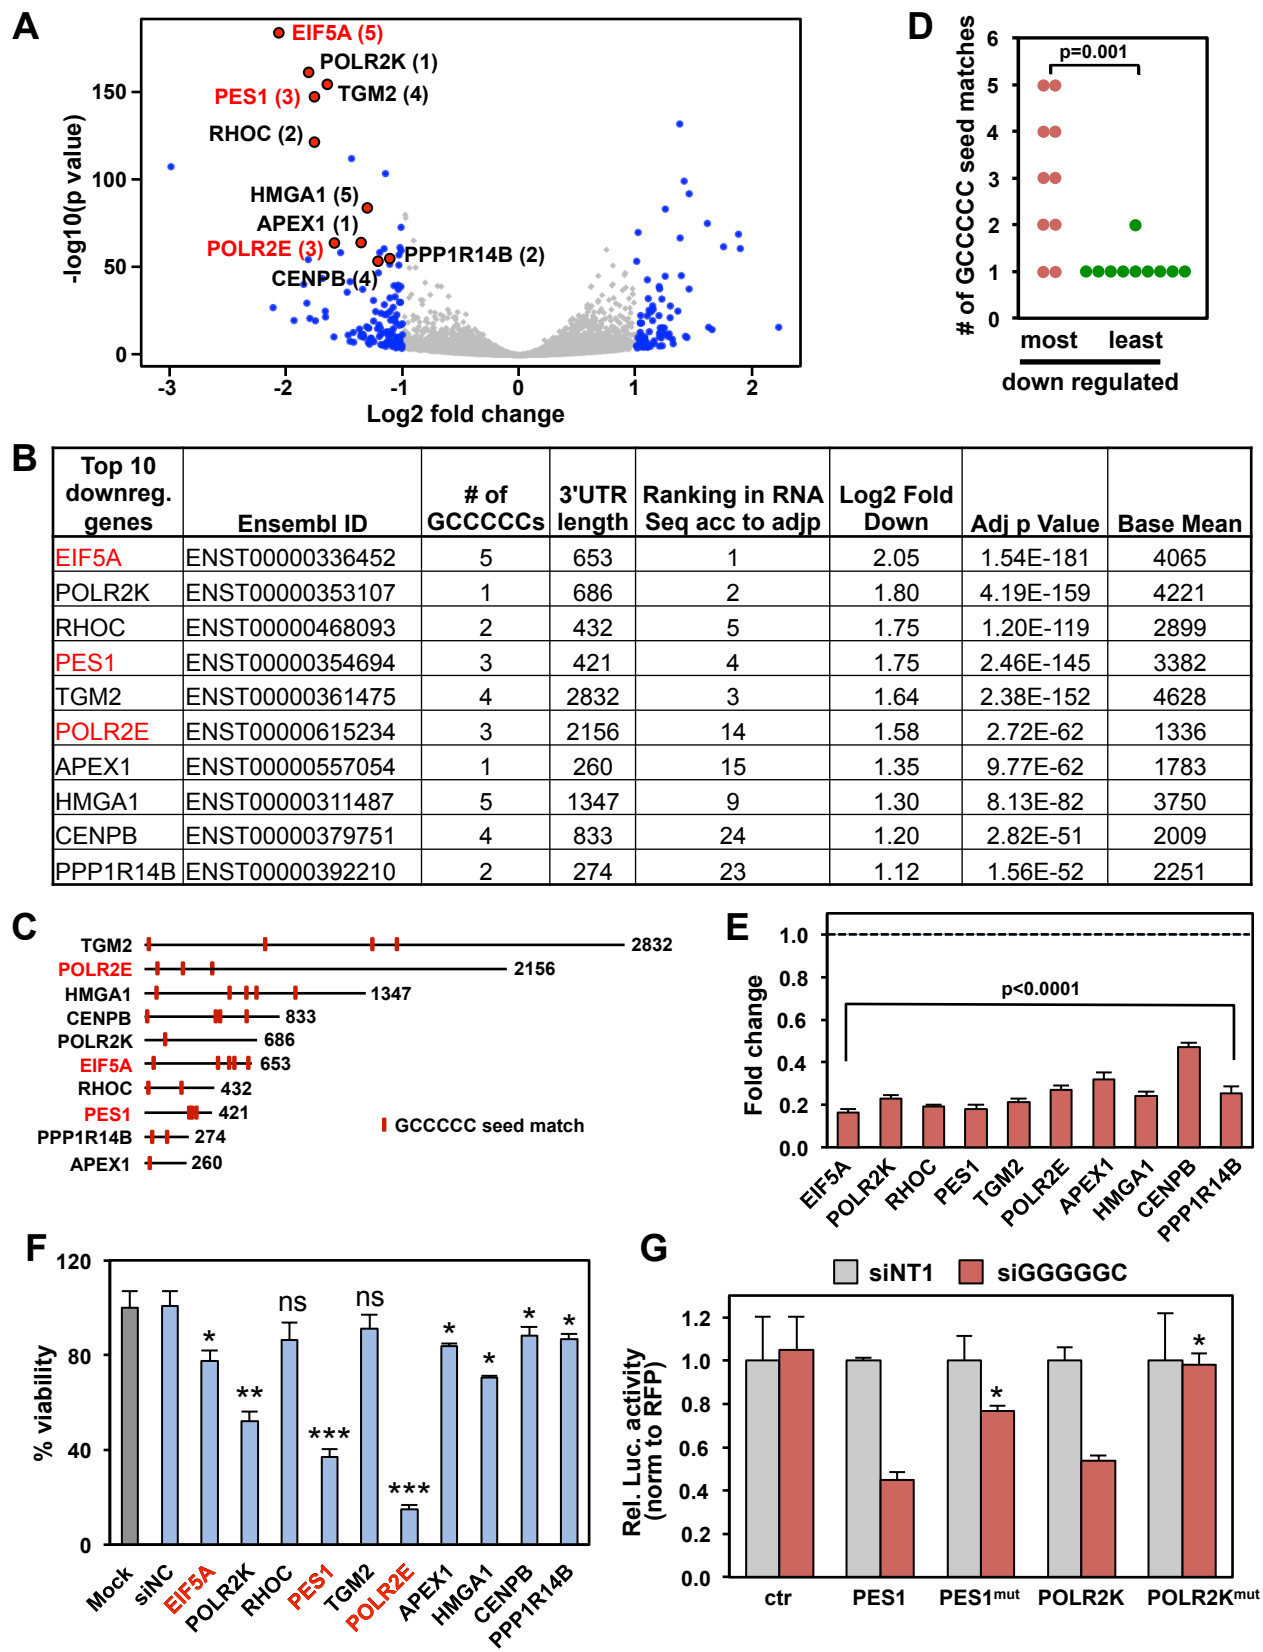 A
EIF5A (5)
POLR2K (1)
PES1 (3)
TGM2 (4)
RHOC (2)
HMGA1 (5)
APEX1 (1)
POLR2E (3)
PPP1R14B (2)
CENPB (4)
-log10(p value)
150
100
50
0
-3 -2 -1 0 1 2
Log2 fold change
D
# of GCCCCC seed matches
6
5
4
3
2
1
0
p=0.001
most least
down regulated
B
Top 10 downreg. genes | Ensembl ID | # of GCCCCCs | 3'UTR length | Ranking in RNA Seq acc to adjp | Log2 Fold Down | Adj p Value | Base Mean
EIF5A ENST00000336452 5 653 1 2.05 1.54E-181 4065
POLR2K ENST00000353107 1 686 2 1.80 4.19E-159 4221
RHOC ENST00000468093 2 432 5 1.75 1.20E-119 2899
PES1 ENST00000354694 3 421 4 1.75 2.46E-145 3382
TGM2 ENST00000361475 4 2832 3 1.64 2.38E-152 4628
POLR2E ENST00000615234 3 2156 14 1.58 2.72E-62 1336
APEX1 ENST00000557054 1 260 15 1.35 9.77E-62 1783
HMGA1 ENST00000311487 5 1347 9 1.30 8.13E-82 3750
CENPB ENST00000379751 4 833 24 1.20 2.82E-51 2009
PPP1R14B ENST00000392210 2 274 23 1.12 1.56E-52 2251
C
TGM2 2832
POLR2E 2156
HMGA1 1347
CENPB 833
POLR2K 686
EIF5A 653
RHOC 432
PES1 421
PPP1R14B 274
APEX1 260
GCCCCC seed match
E
Fold change
1.0
0.8
0.6
0.4
0.2
0.0
p<0.0001
EIF5A POLR2K RHOC PES1 TGM2 POLR2E APEX1 HMGA1 CENPB PPP1R14B
F
% viability
120
80
40
0
* ** ns *** ns *** * * * *
Mock siNC EIF5A POLR2K RHOC PES1 TGM2 POLR2E APEX1 HMGA1 CENPB PPP1R14B
G
siNT1 siGGGGGC
Rel. Luc. activity
(norm to RFP)
1.2
1.0
0.8
0.6
0.4
0.2
0.0
* *
ctr PES1 PES1mut POLR2K POLR2Kmut